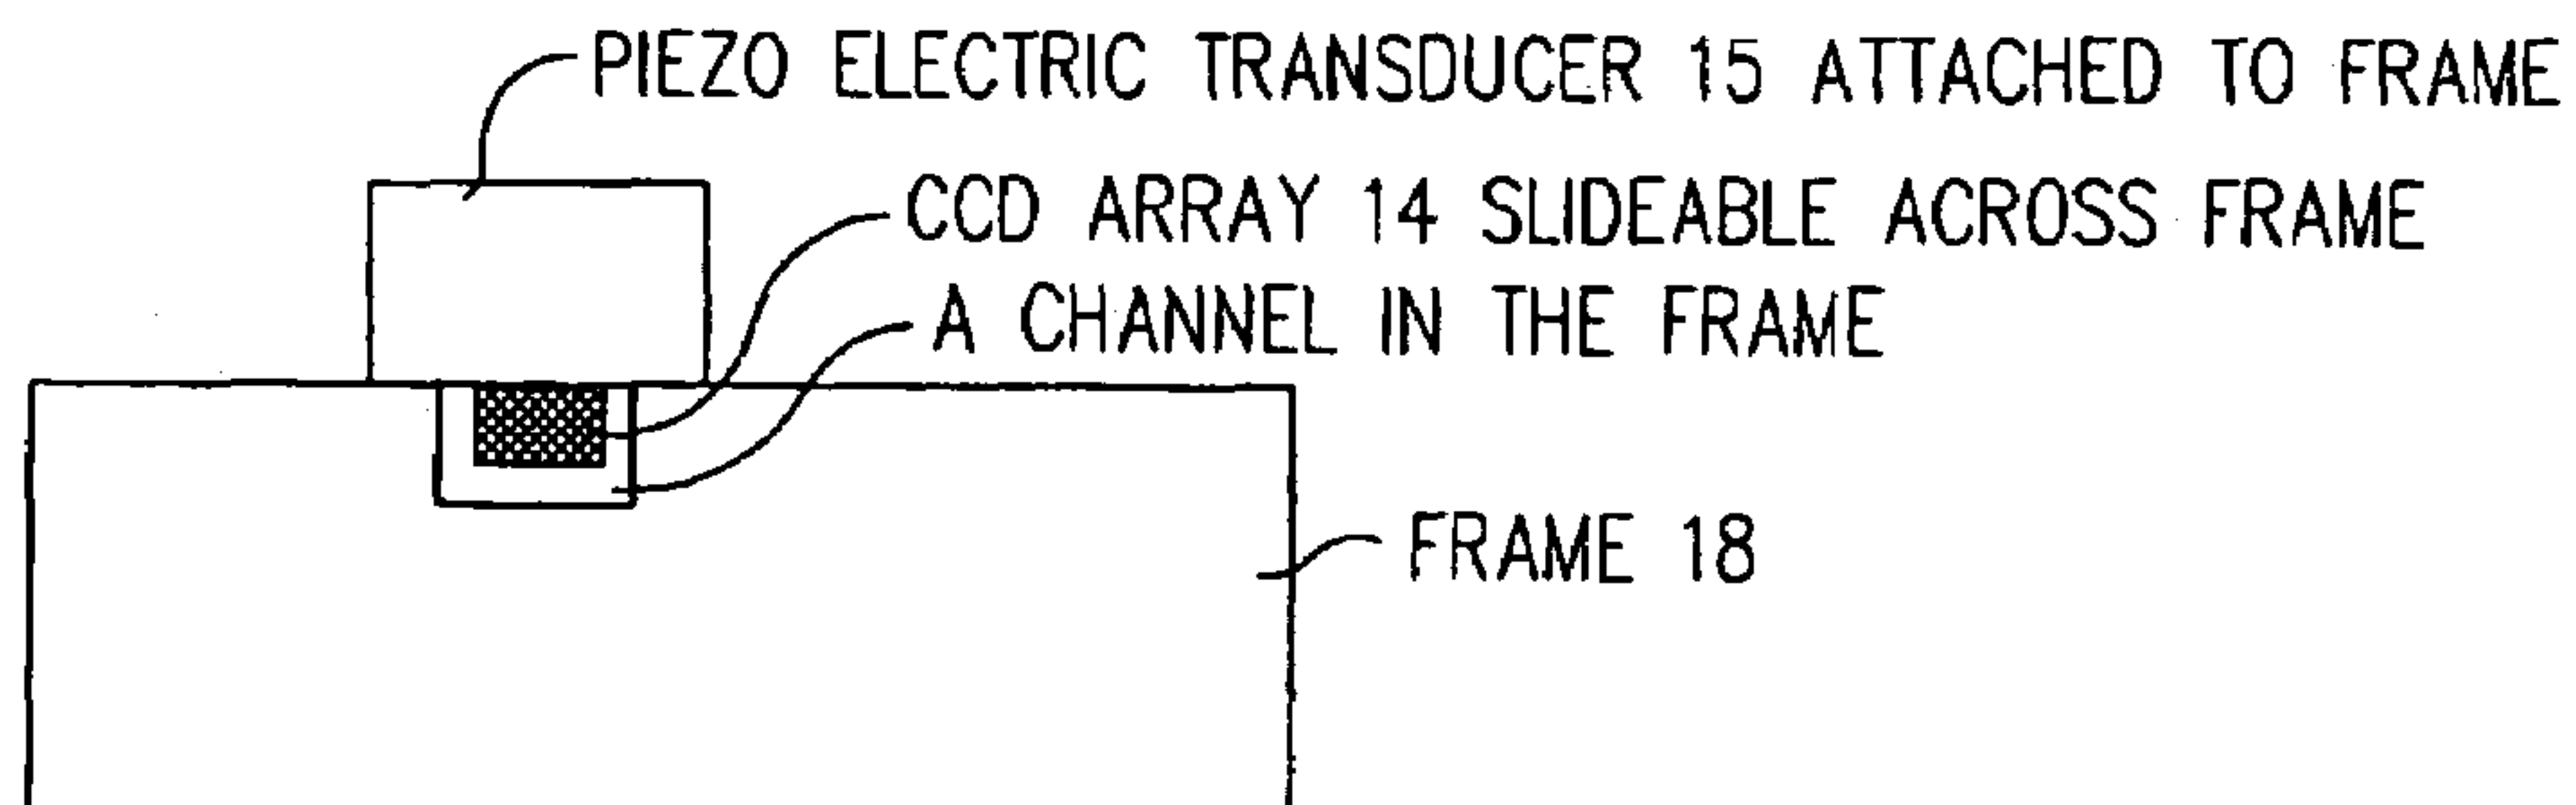 PIEZO ELECTRIC TRANSDUCER 15 ATTACHED TO FRAME
CCD ARRAY 14 SLIDEABLE ACROSS FRAME
A CHANNEL IN THE FRAME
FRAME 18